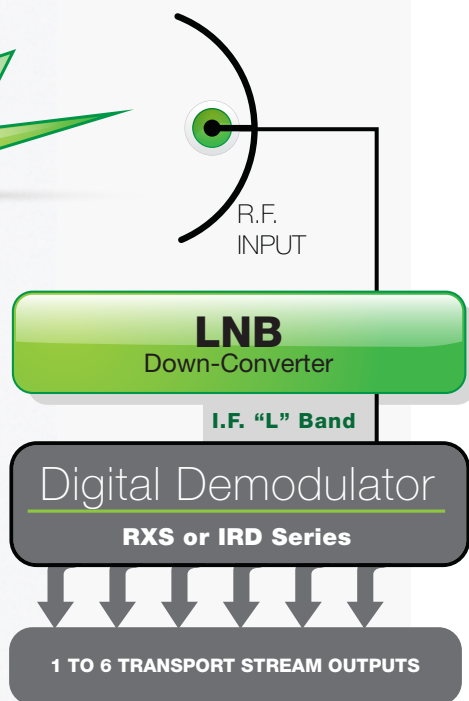 R.F.
INPUT
LNB
Down-Converter
I.F. “L” Band
Digital Demodulator
RXS or IRD Series
1 TO 6 TRANSPORT STREAM OUTPUTS